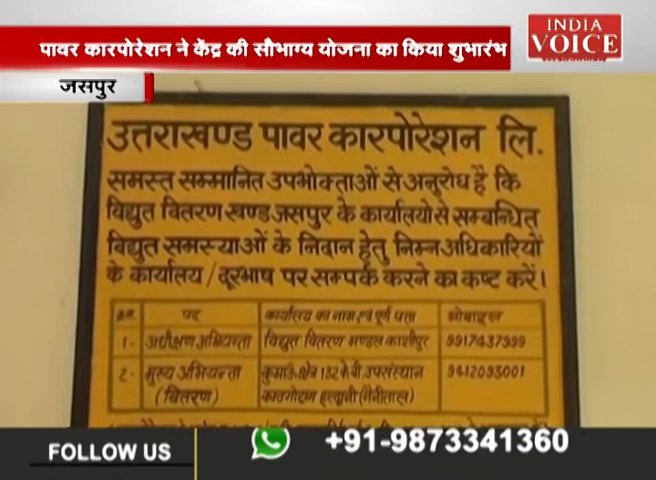 INDIA
VOICE
पावर कारपोरेशन ने केंद्र की सौभाग्य योजना का किया शुभारंभ
जसपुर
उत्तराखण्ड पावर कारपोरेशन लि.
समस्त सम्मानित उपभोक्ताओं से अनुरोध है कि
विद्युत वितरण खण्ड जसपुर के कार्यालयो से सम्बन्धित
विद्युत समस्याओं के निदान हेतु निम्न अधिकारियों
के कार्यालय / दूरभाष पर सम्पर्क करने का कष्ट करें।
पद कार्यालय का नाम एवं पूर्ण पता मोबाइल
1- अधीक्षण अभियन्ता विद्युत वितरण मण्डल काशीपुर 9917437999
2- मुख्य अभियन्ता कुमाऊं क्षेत्र 132 के वी उपसंस्थान 9412093001
(वितरण) काठगोदाम हल्द्वानी (नैनीताल)
FOLLOW US +91-9873341360